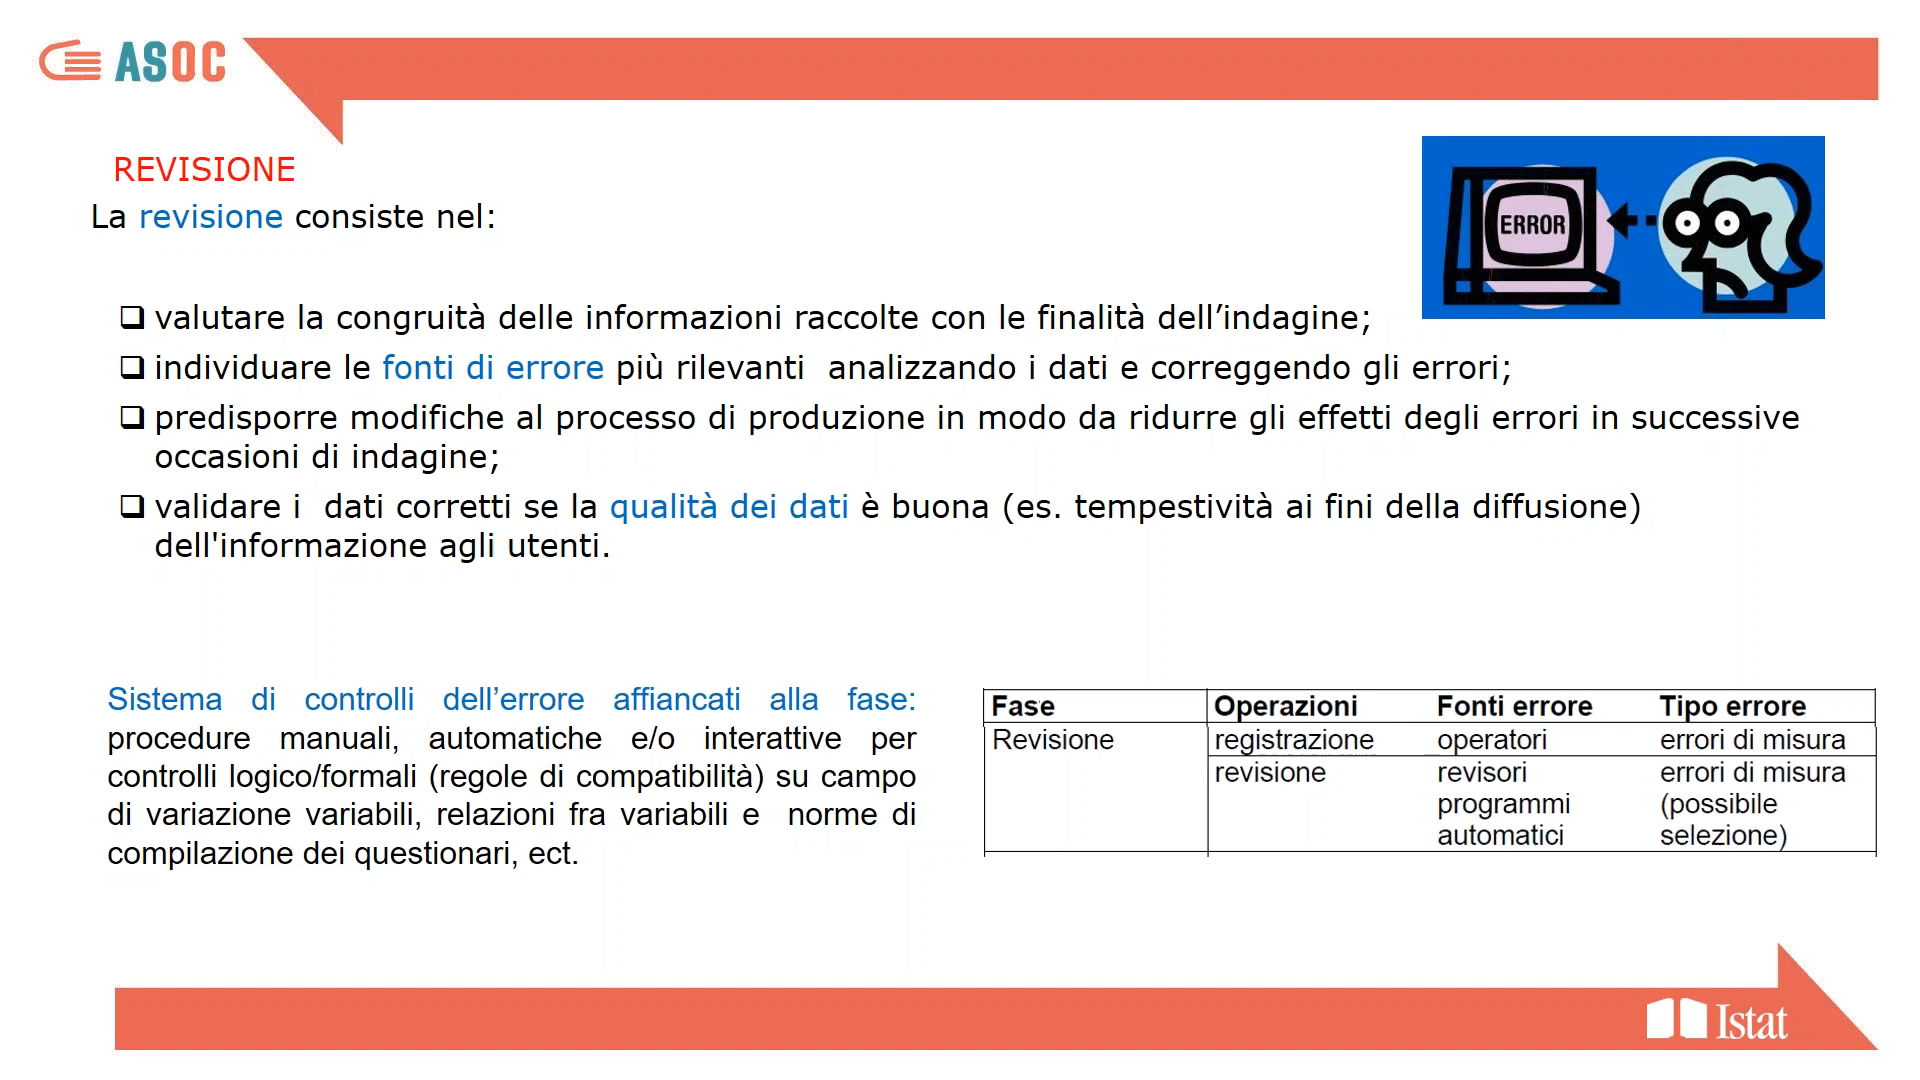 ASOC
REVISIONE
La revisione consiste nel:
ERROR
❑ valutare la congruità delle informazioni raccolte con le finalità dell’indagine;
❑ individuare le fonti di errore più rilevanti  analizzando i dati e correggendo gli errori;
❑ predisporre modifiche al processo di produzione in modo da ridurre gli effetti degli errori in successive
occasioni di indagine;
❑ validare i  dati corretti se la qualità dei dati è buona (es. tempestività ai fini della diffusione)
dell'informazione agli utenti.
Sistema di controlli dell’errore affiancati alla fase:
procedure manuali, automatiche e/o interattive per
controlli logico/formali (regole di compatibilità) su campo
di variazione variabili, relazioni fra variabili e  norme di
compilazione dei questionari, ect.
Fase Operazioni Fonti errore Tipo errore
Revisione registrazione operatori errori di misura
revisione revisori errori di misura
programmi (possibile
automatici selezione)
Istat